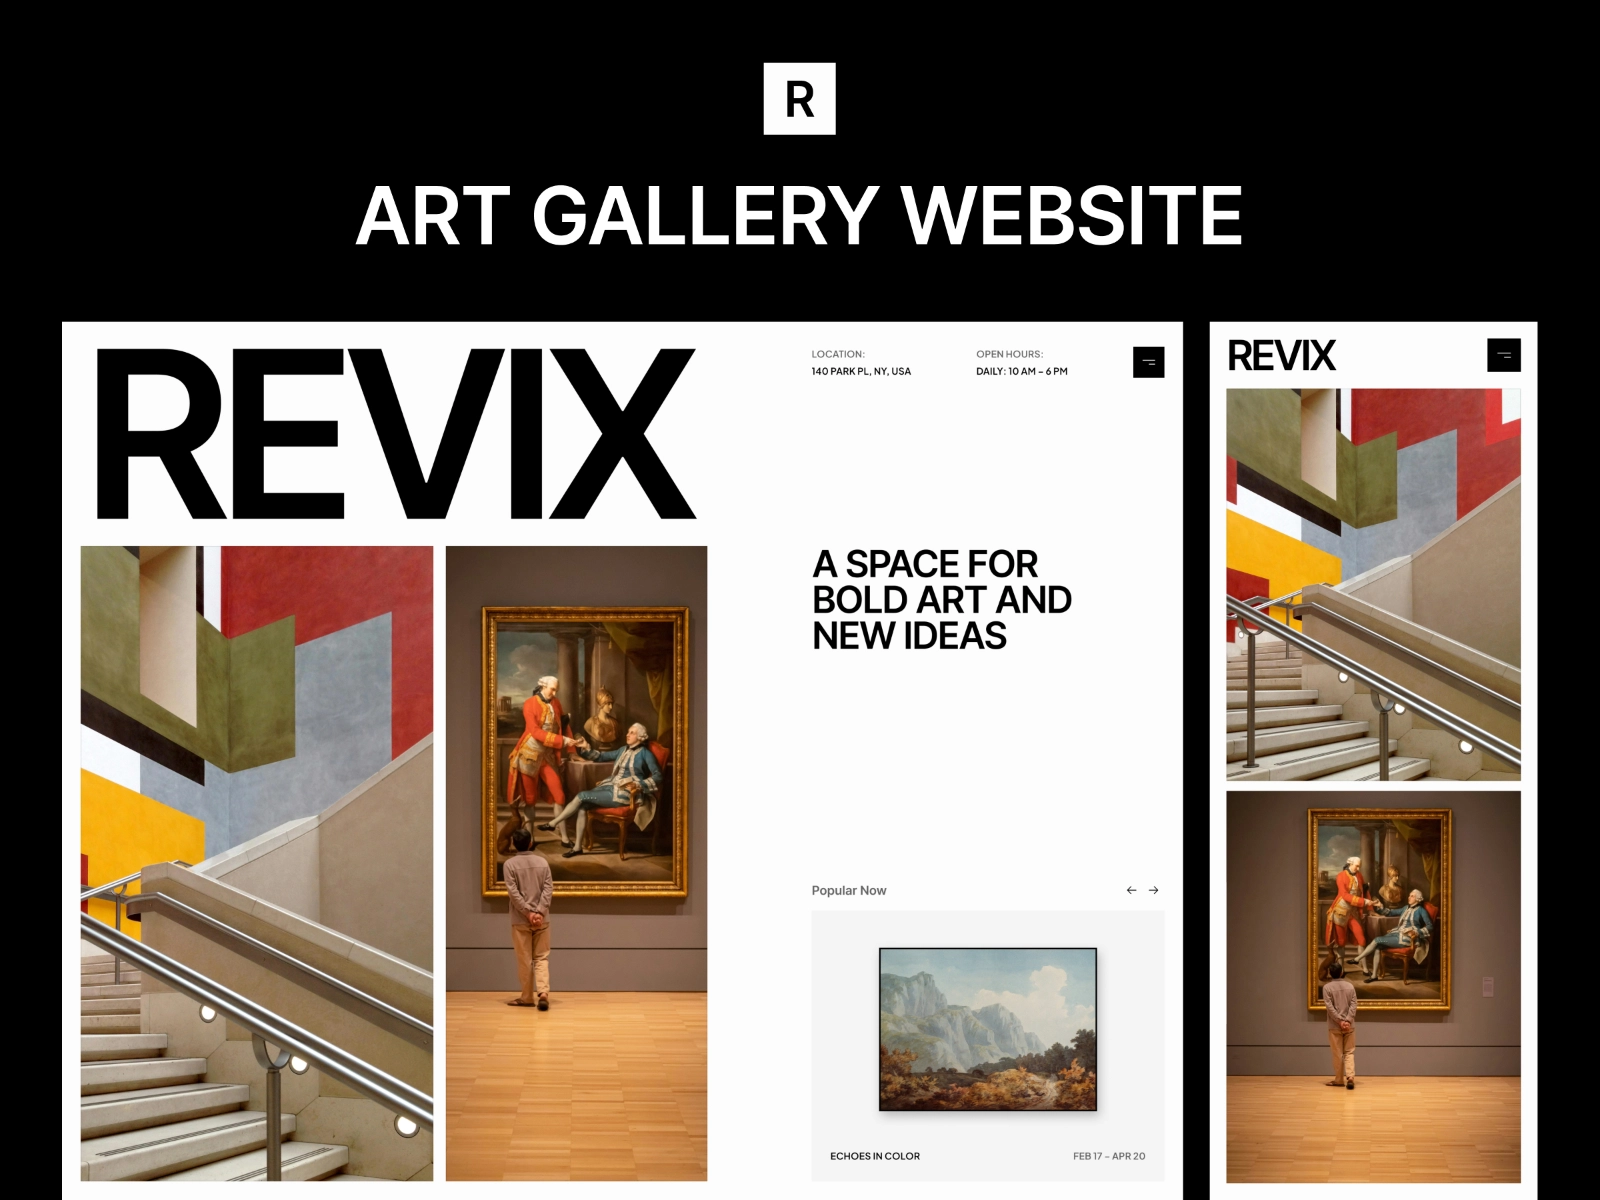 R
ART GALLERY WEBSITE
REVIX
LOCATION:
140 PARK PL, NY, USA
OPEN HOURS:
DAILY: 10 AM – 6 PM
A SPACE FOR
BOLD ART AND
NEW IDEAS
Popular Now
ECHOES IN COLOR
FEB 17 – APR 20
REVIX